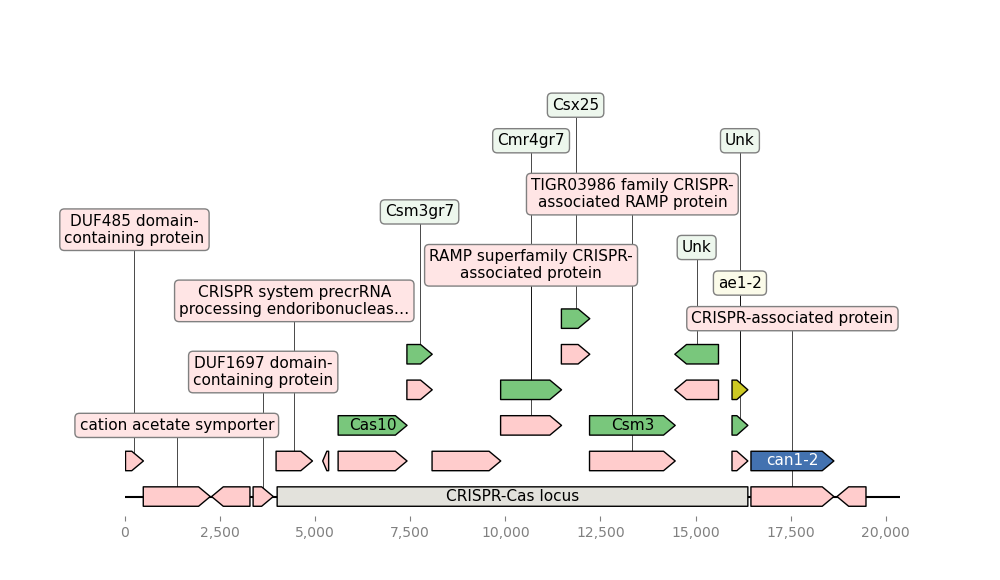 Csx25
Cmr4gr7
Unk
TIGR03986 family CRISPR-
associated RAMP protein
Csm3gr7
DUF485 domain-
containing protein
Unk
RAMP superfamily CRISPR-
associated protein
ae1-2
CRISPR system precrRNA
processing endoribonucleas...
CRISPR-associated protein
DUF1697 domain-
containing protein
cation acetate symporter
Cas10
Csm3
can1-2
CRISPR-Cas locus
0
2,500
5,000
7,500
10,000
12,500
15,000
17,500
20,000